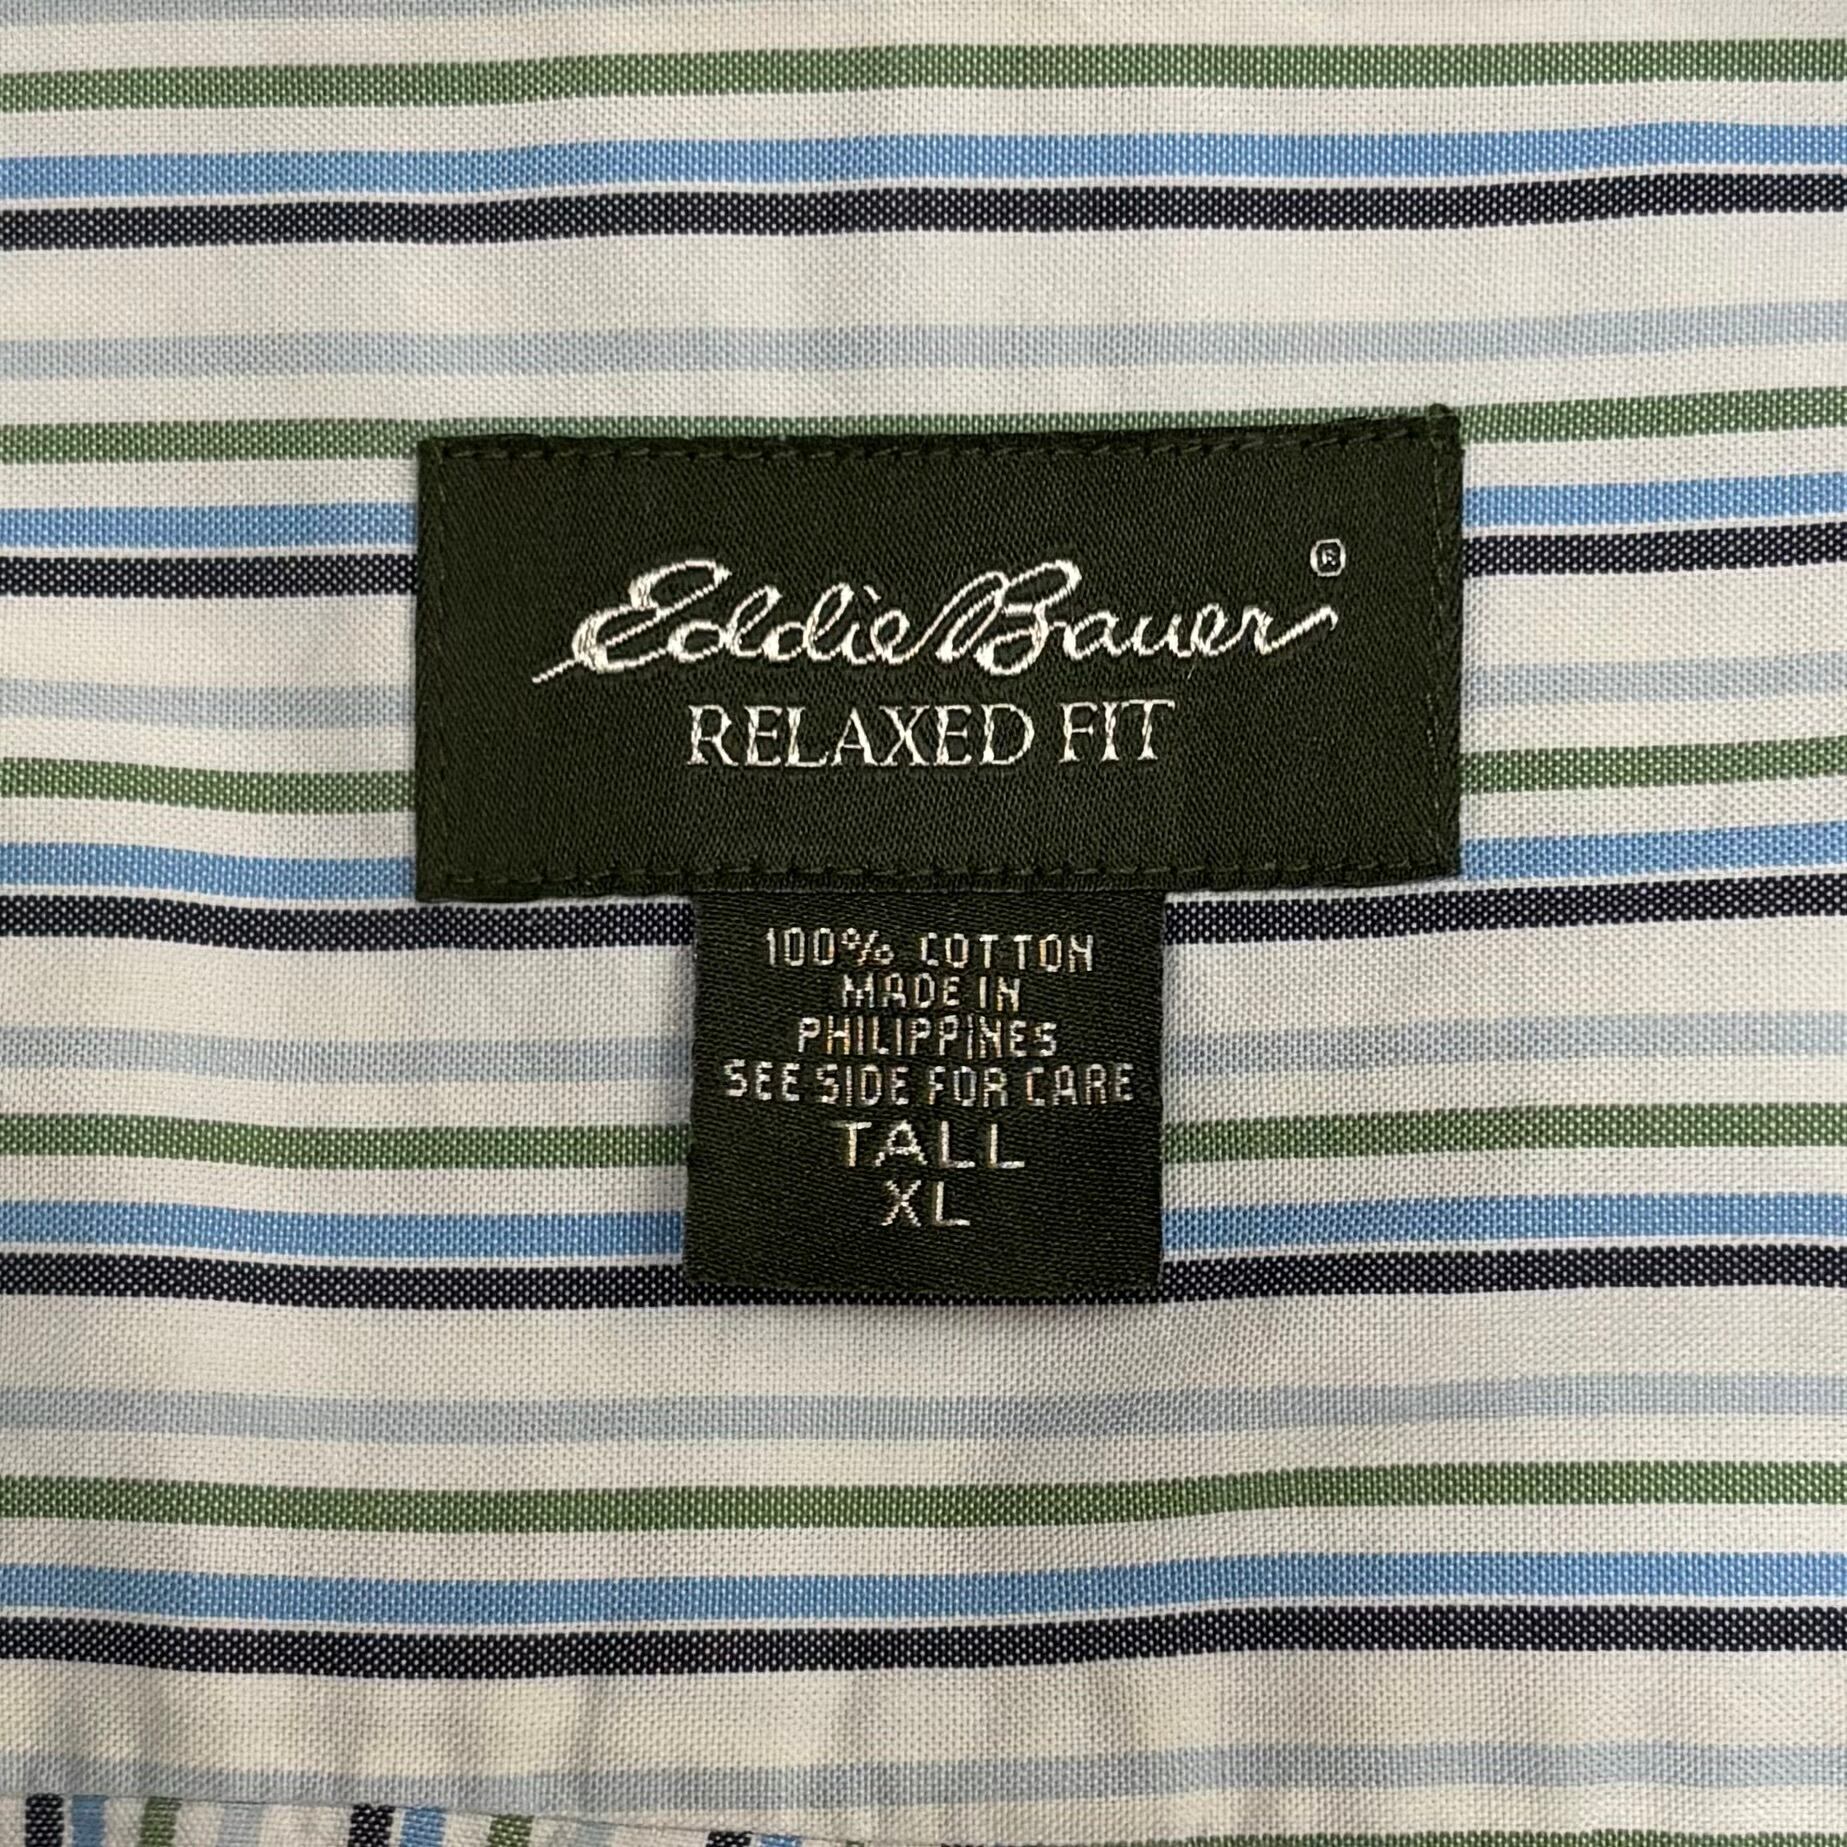 Eddie Bauer®
RELAXED FIT
100% COTTON
MADE IN
PHILIPPINES
SEE SIDE FOR CARE
TALL
XL